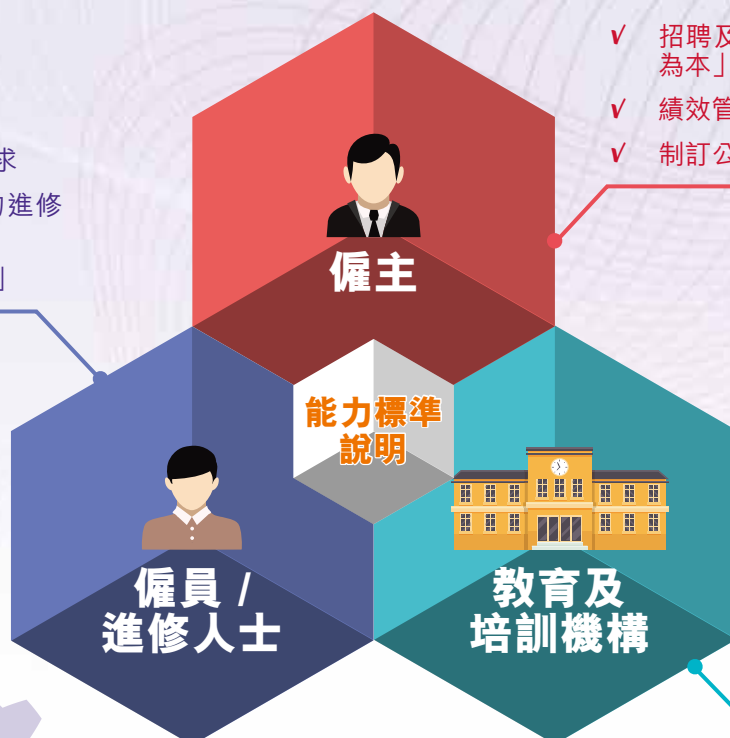 √ 招聘及
為本」
√ 績效管
√ 制訂公
求
進修
僱主
能力標準
說明
僱員 /
進修人士
教育及
培訓機構